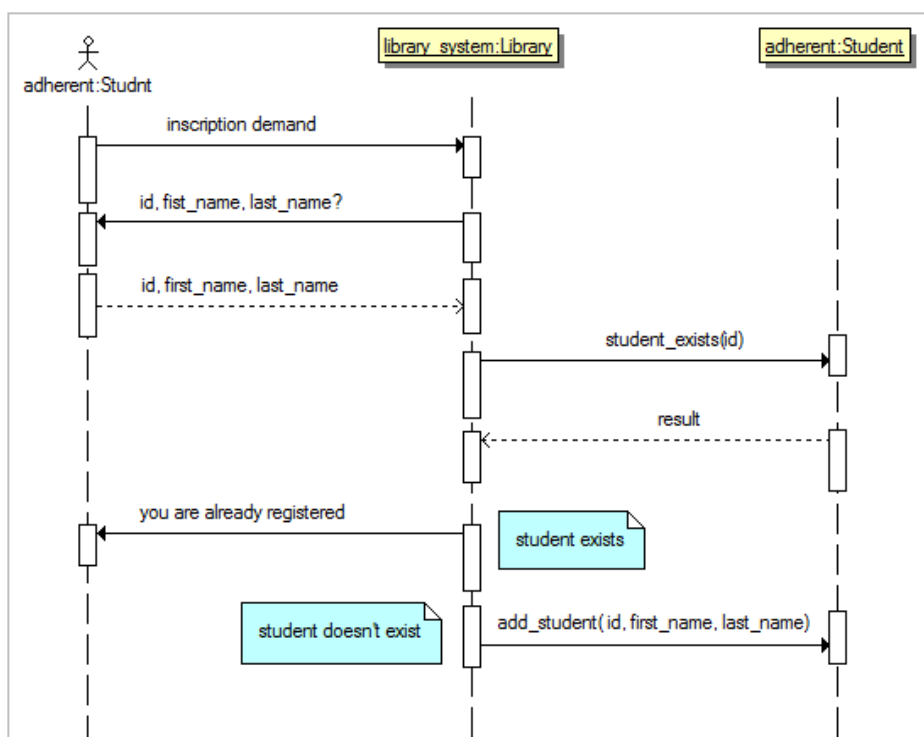 adherent:Studnt
library_system:Library
adherent:Student
inscription demand
id, fist_name, last_name?
id, first_name, last_name
student_exists(id)
result
you are already registered
student exists
student doesn't exist
add_student( id, first_name, last_name)